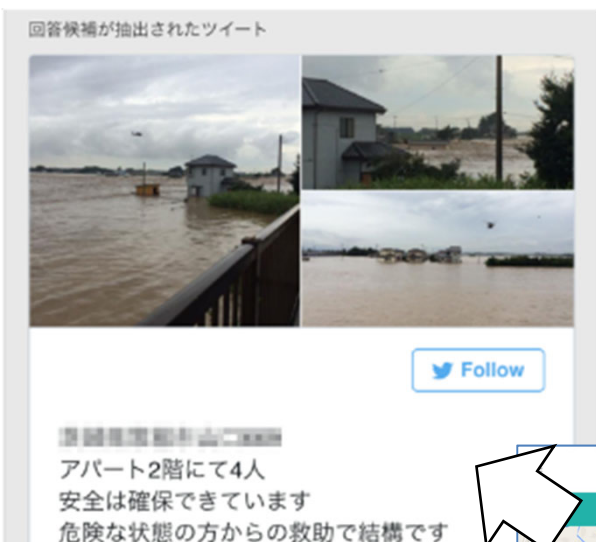 回答候補が抽出されたツイート
Follow
アパート2階にて4人
安全は確保できています
危険な状態の方からの救助で結構です